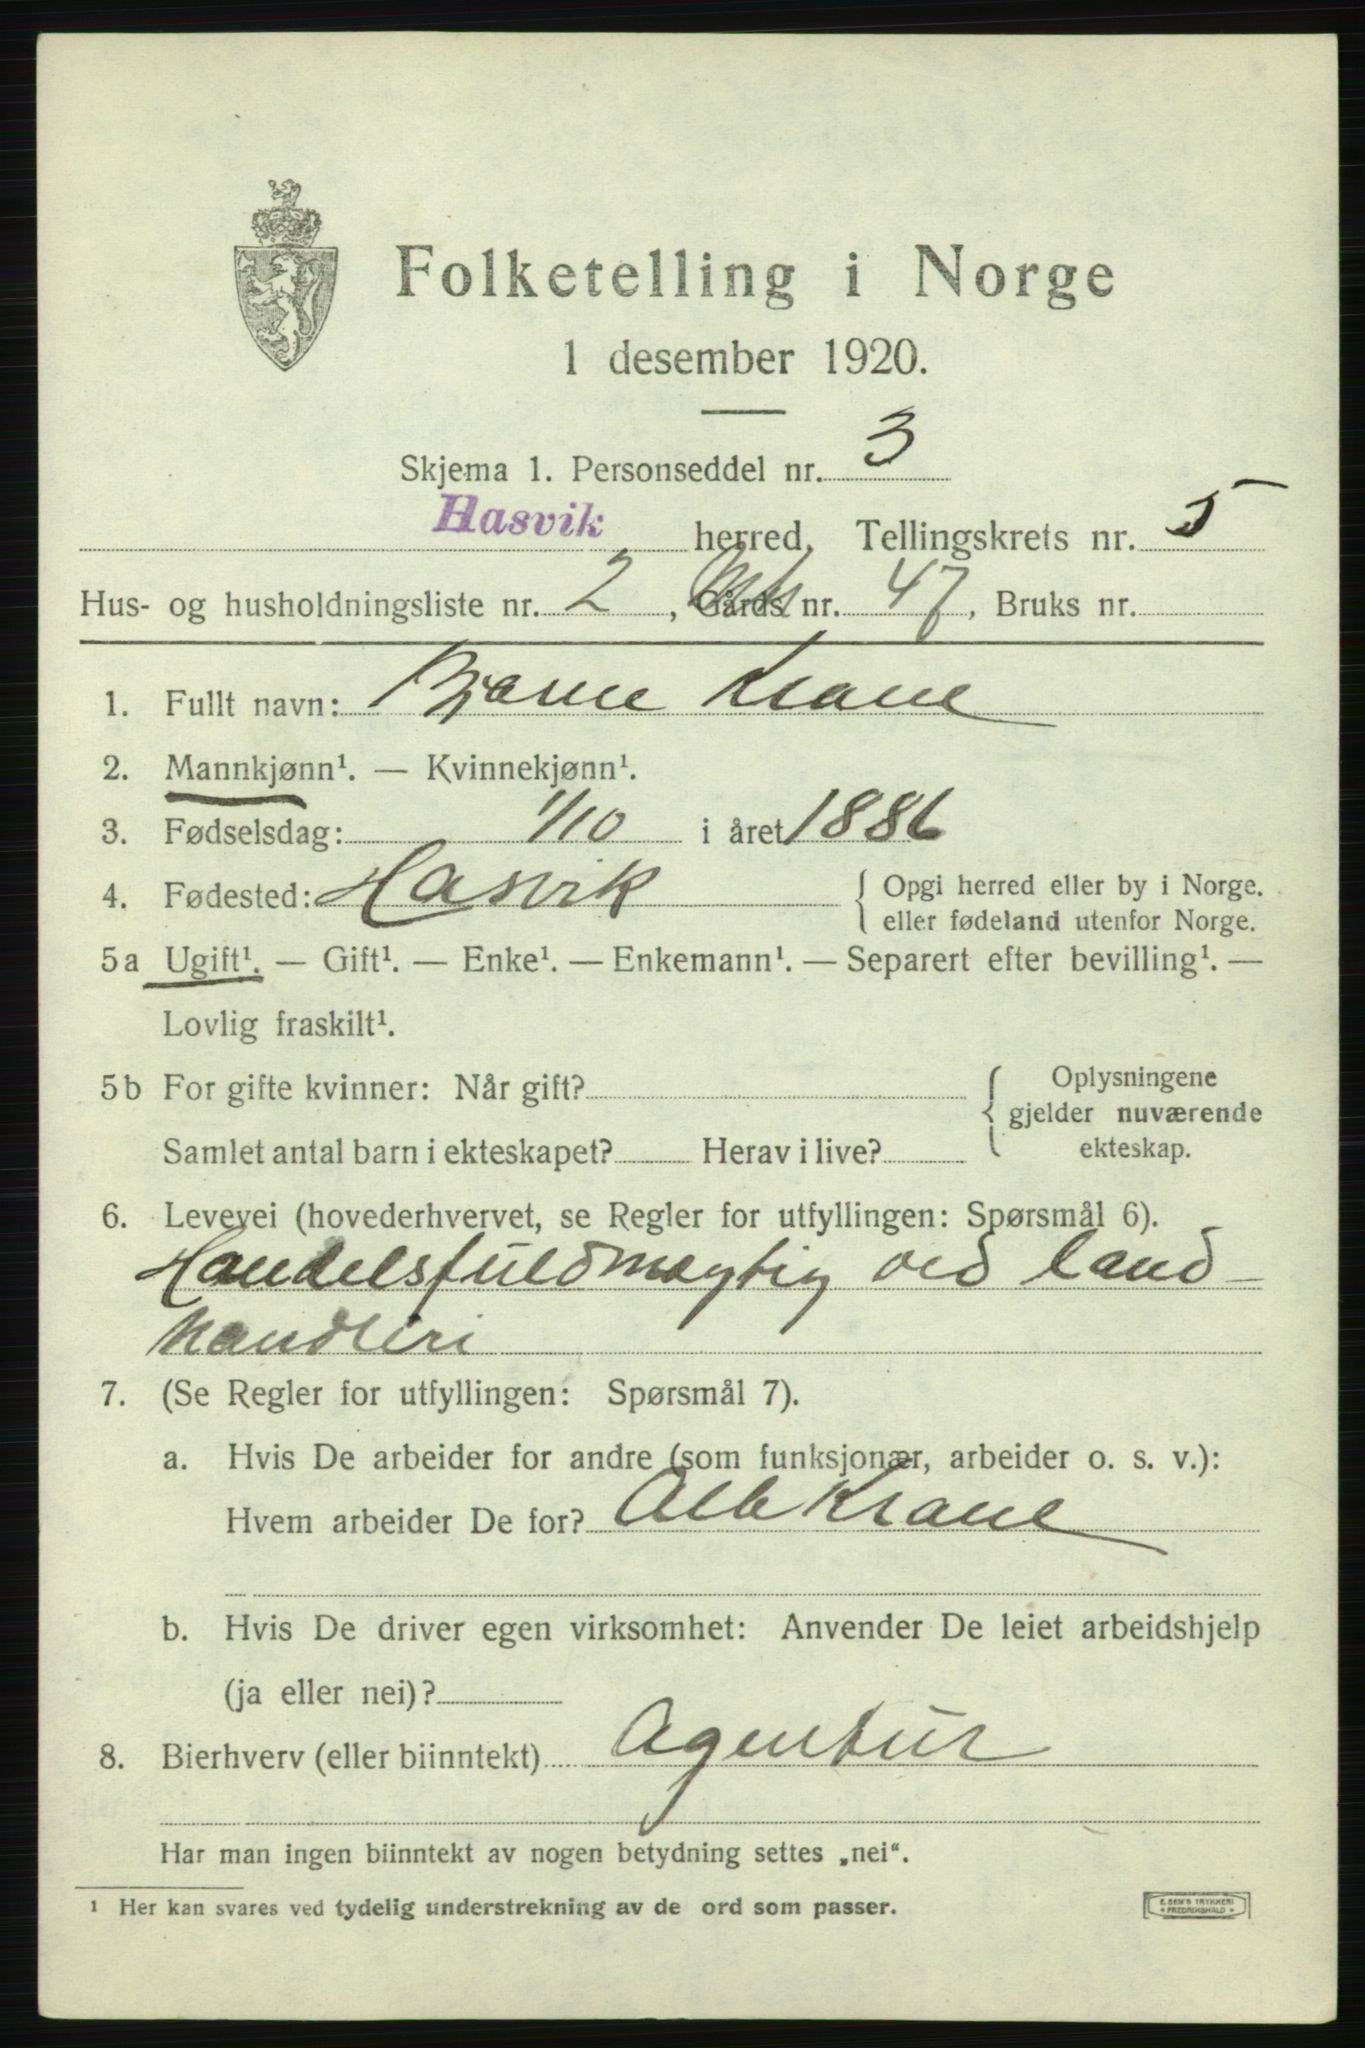 Folketelling i Norge
1 desember 1920.
Skjema 1. Personseddel nr. 3
Hasvik herred, Tellingskrets nr. 5
Hus- og husholdningsliste nr. 2, Gårds nr. 47, Bruks nr.
1. Fullt navn: Bjarne Krane
2. Mannkjønn¹. — Kvinnekjønn¹.
3. Fødselsdag: 1/10 i året 1886
4. Fødested: Hasvik { Opgi herred eller by i Norge.
eller fødeland utenfor Norge.
5a Ugift¹. — Gift¹. — Enke¹. — Enkemann¹. — Separert efter bevilling¹. —
Lovlig fraskilt¹.
5b For gifte kvinner: Når gift? { Oplysningene
gjelder nuværende
Samlet antal barn i ekteskapet? Herav i live? ekteskap.
6. Levevei (hovederhvervet, se Regler for utfyllingen: Spørsmål 6).
Handelsfuldmægtig ved land-
handleri
7. (Se Regler for utfyllingen: Spørsmål 7).
a. Hvis De arbeider for andre (som funksjonær, arbeider o. s. v.):
Hvem arbeider De for? Alb Krane
b. Hvis De driver egen virksomhet: Anvender De leiet arbeidshjelp
(ja eller nei)?
8. Bierhverv (eller biinntekt) Agentur
Har man ingen biinntekt av nogen betydning settes „nei“.
¹ Her kan svares ved tydelig understrekning av de ord som passer.
E. SEM'S TRYKKERI
FREDRIKSHALD